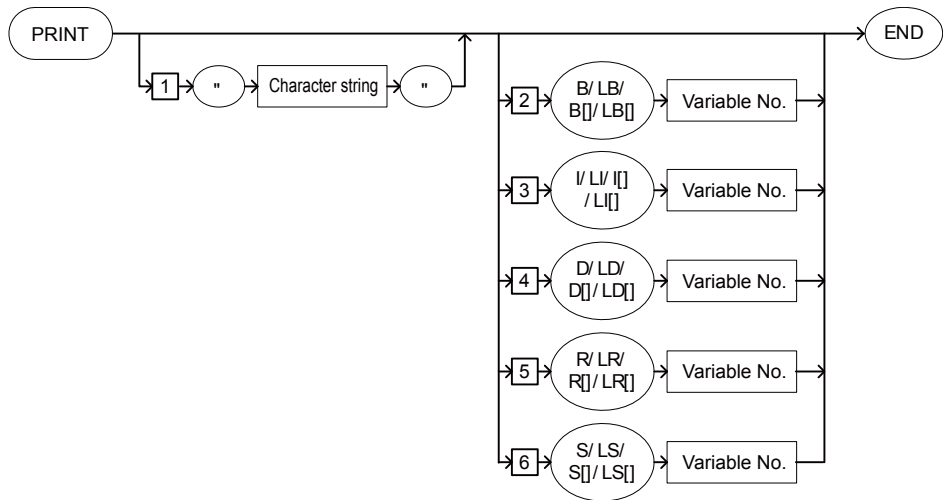 PRINT
END
1 " Character string "
2 B/ LB/
B[]/ LB[]
Variable No.
3 I/ LI/ I[]
/ LI[]
Variable No.
4 D/ LD/
D[]/ LD[]
Variable No.
5 R/ LR/
R[]/ LR[]
Variable No.
6 S/ LS/
S[]/ LS[]
Variable No.